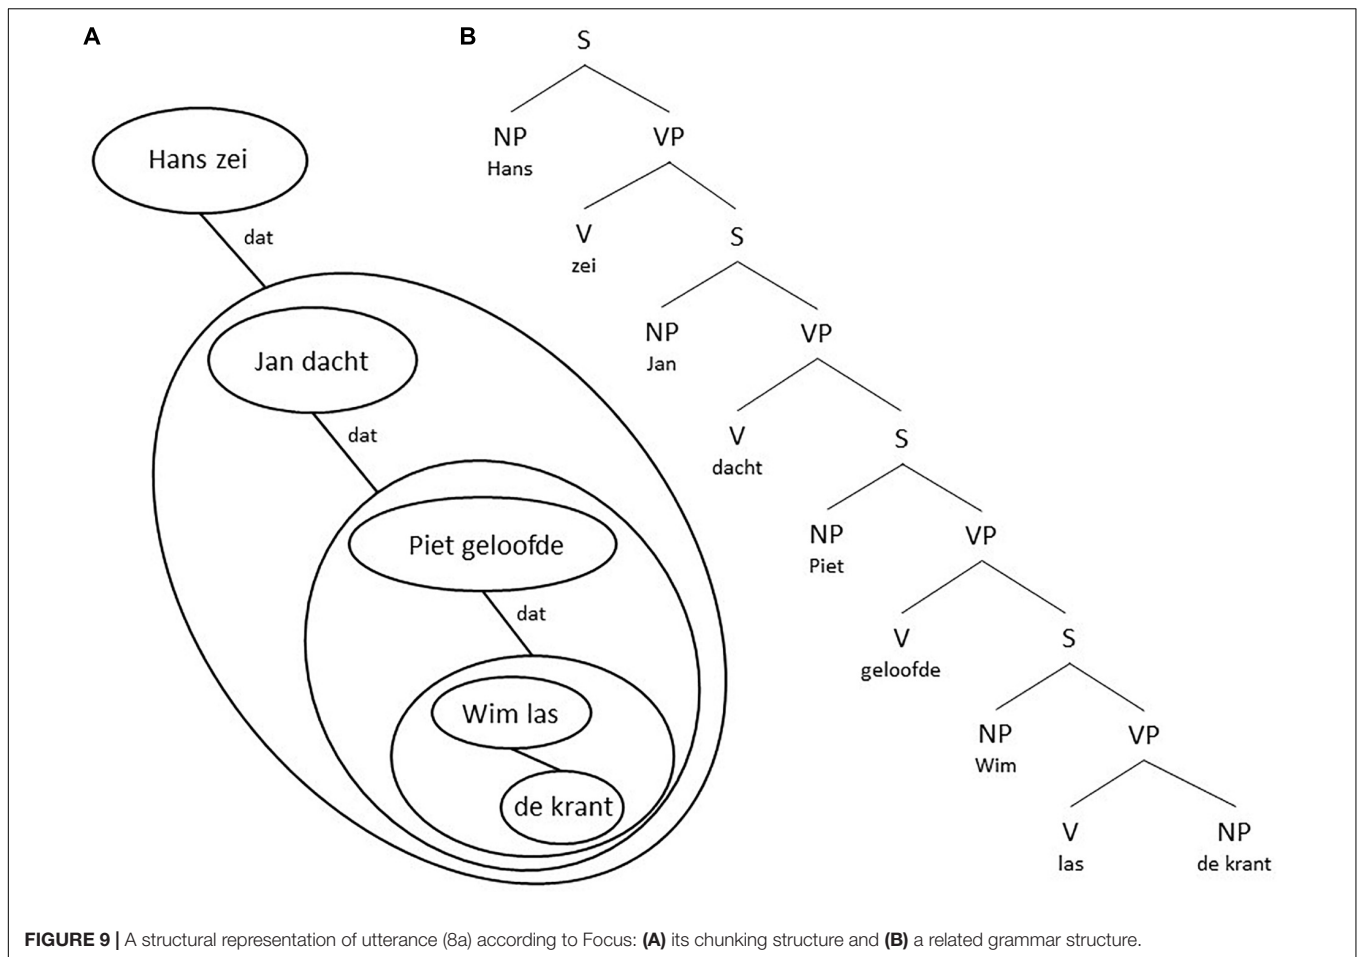 A
Hans zei
dat
Jan dacht
dat
Piet geloofde
dat
Wim las
de krant
B
S
NP VP
Hans
V S
zei
NP VP
Jan
V S
dacht
NP VP
Piet
V S
geloofde
NP VP
Wim
V NP
las de krant
FIGURE 9 | A structural representation of utterance (8a) according to Focus: (A) its chunking structure and (B) a related grammar structure.